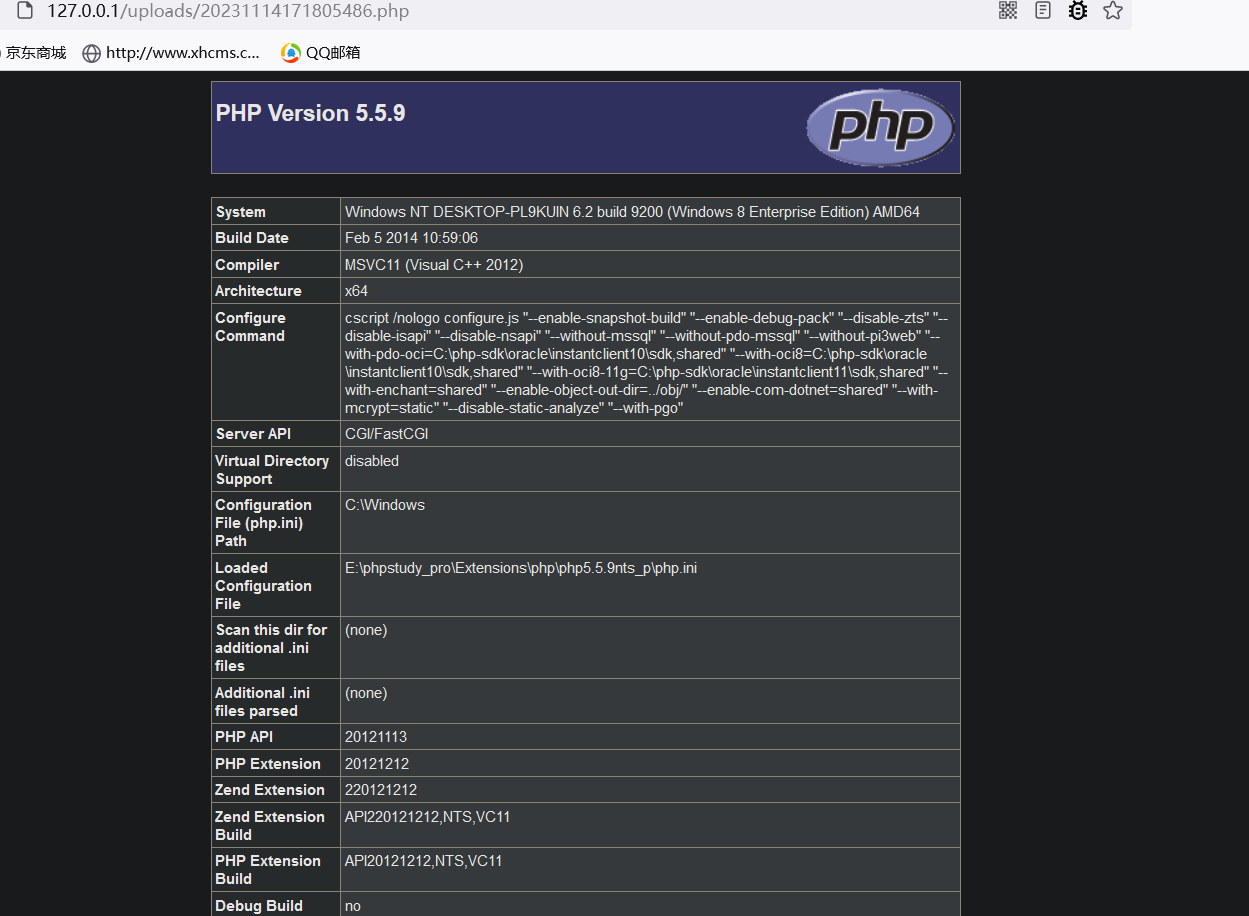 127.0.0.1/uploads/20231114171805486.php
京东商城 http://www.xhcms.c... QQ邮箱
PHP Version 5.5.9
php
System Windows NT DESKTOP-PL9KUIN 6.2 build 9200 (Windows 8 Enterprise Edition) AMD64
Build Date Feb 5 2014 10:59:06
Compiler MSVC11 (Visual C++ 2012)
Architecture x64
Configure
Command
cscript /nologo configure.js "--enable-snapshot-build" "--enable-debug-pack" "--disable-zts" "--
disable-isapi" "--disable-nsapi" "--without-mssql" "--without-pdo-mssql" "--without-pi3web" "--
with-pdo-oci=C:\php-sdk\oracle\instantclient10\sdk,shared" "--with-oci8=C:\php-sdk\oracle
\instantclient10\sdk,shared" "--with-oci8-11g=C:\php-sdk\oracle\instantclient11\sdk,shared" "--
with-enchant=shared" "--enable-object-out-dir=../obj/" "--enable-com-dotnet=shared" "--with-
mcrypt=static" "--disable-static-analyze" "--with-pgo"
Server API CGI/FastCGI
Virtual Directory
Support
disabled
Configuration
File (php.ini)
Path
C:\Windows
Loaded
Configuration
File
E:\phpstudy_pro\Extensions\php\php5.5.9nts_p\php.ini
Scan this dir for
additional .ini
files
(none)
Additional .ini
files parsed
(none)
PHP API 20121113
PHP Extension 20121212
Zend Extension 220121212
Zend Extension
Build
API220121212,NTS,VC11
PHP Extension
Build
API20121212,NTS,VC11
Debug Build no